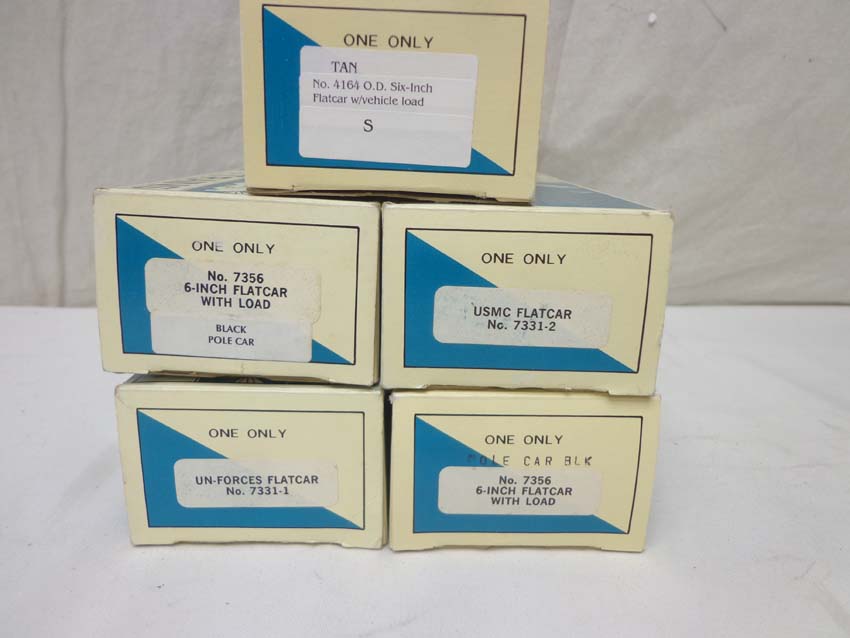 ONE ONLY
TAN
No. 4164 O.D. Six-Inch
Flatcar w/vehicle load
S
ONE ONLY
No. 7356
6-INCH FLATCAR
WITH LOAD
BLACK
POLE CAR
ONE ONLY
USMC FLATCAR
No. 7331-2
ONE ONLY
UN-FORCES FLATCAR
No. 7331-1
ONE ONLY
POLE CAR BLK
No. 7356
6-INCH FLATCAR
WITH LOAD